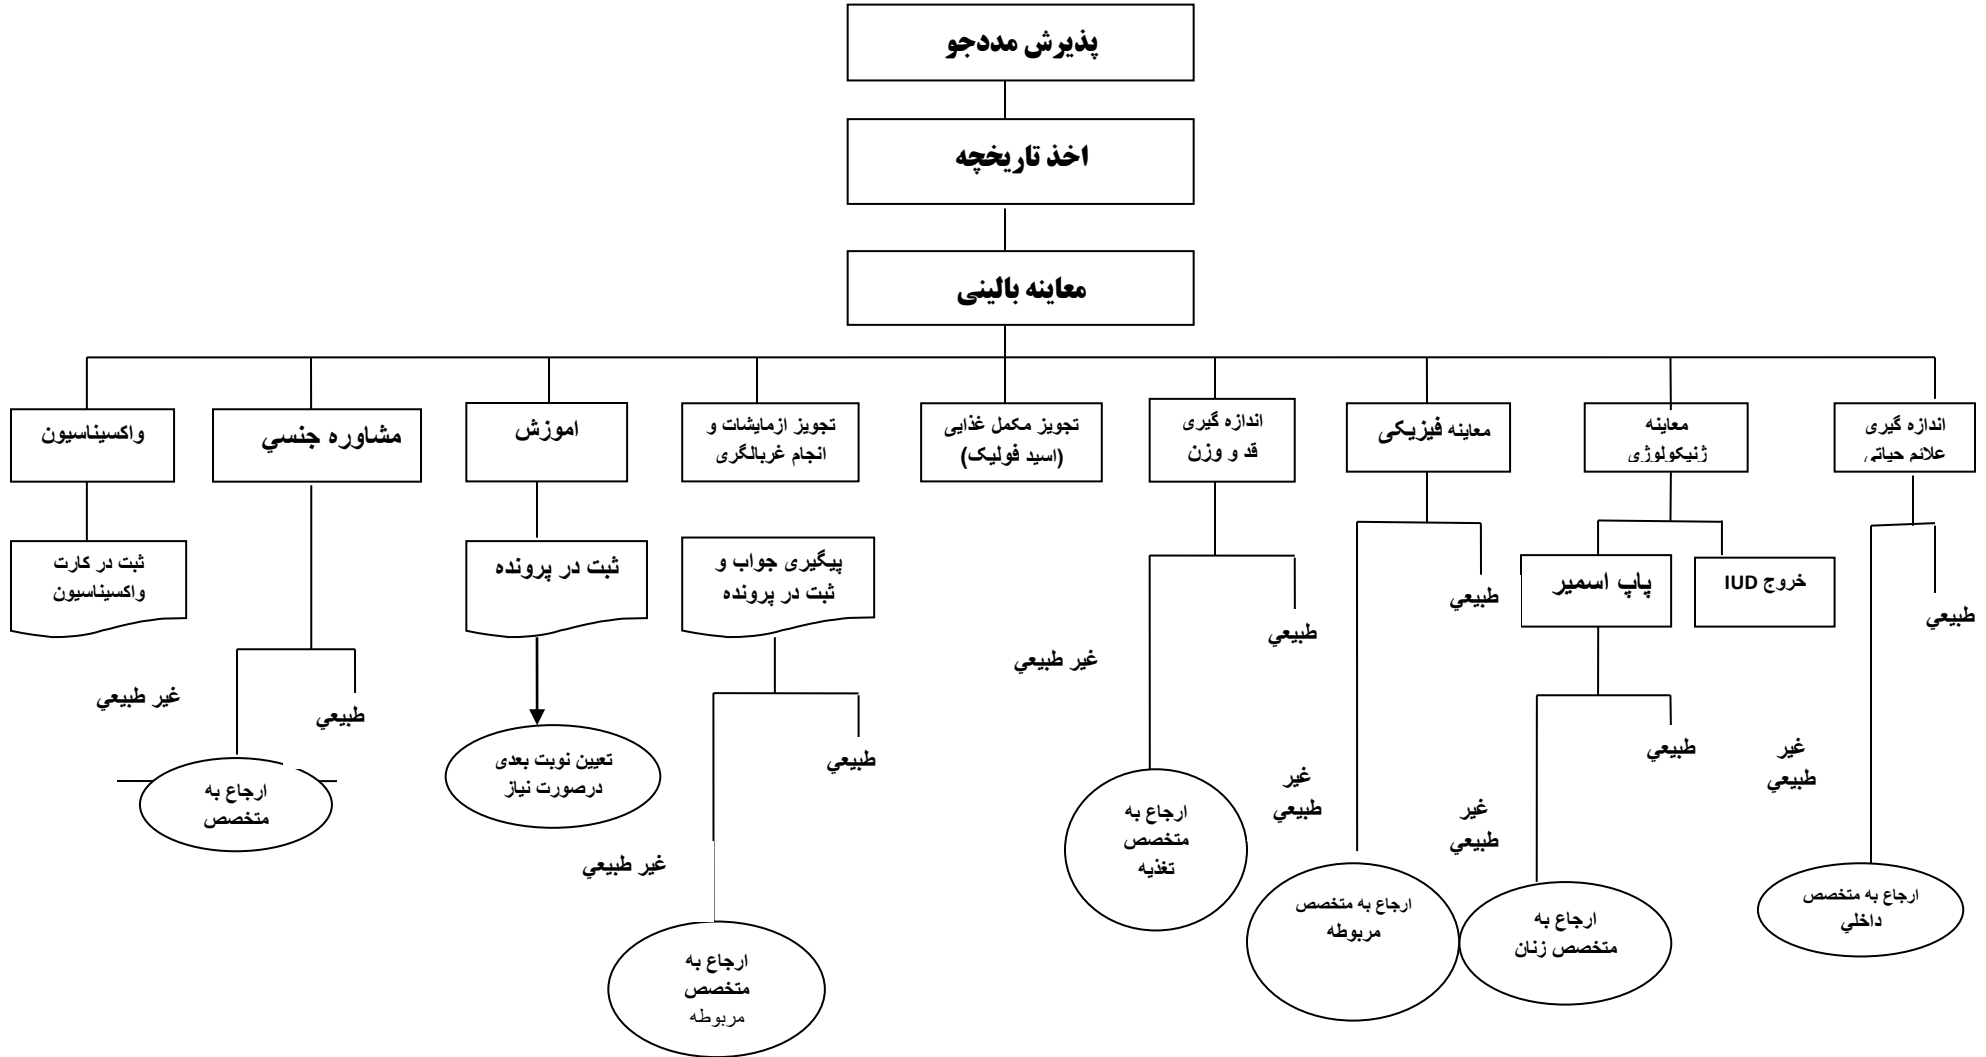 پذیرش مددجو
اخذ تاریخچه
معاینه بالینی
اندازه گیری
علائم حیاتی
معاینه
ژنیکولوژی
معاینه فیزیکی
اندازه گیری
قد و وزن
تجویز مکمل غذایی
(اسید فولیک)
تجویز ازمایشات و
انجام غربالگری
اموزش
مشاوره جنسي
واکسیناسیون
خروج IUD
پاپ اسمیر
پیگیری جواب و
ثبت در پرونده
ثبت در پرونده
ثبت در کارت
واکسیناسیون
طبيعي
طبيعي
طبيعي
غير طبيعي
طبيعي
غير طبيعي
طبيعي
غير
طبيعي
غير
طبيعي
غير
طبيعي
طبيعي
غير طبيعي
طبيعي
ارجاع به متخصص
داخلي
ارجاع به
متخصص زنان
ارجاع به متخصص
مربوطه
ارجاع به
متخصص
تغذیه
غير طبيعي
ارجاع به
متخصص
مربوطه
تعیین نوبت بعدی
درصورت نیاز
ارجاع به
متخصص